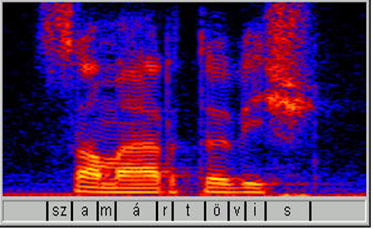 sz a m á r t ö v i s